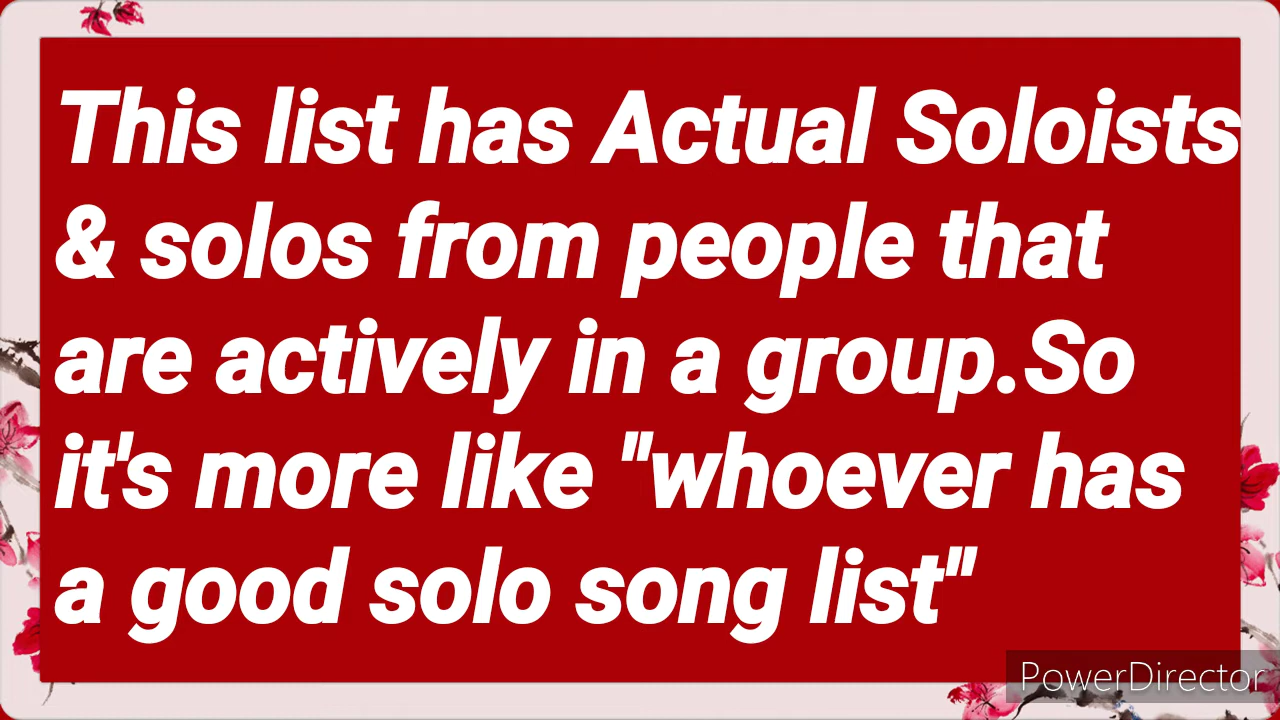 This list has Actual Soloists
& solos from people that
are actively in a group.So
it's more like "whoever has
a good solo song list"
PowerDirector